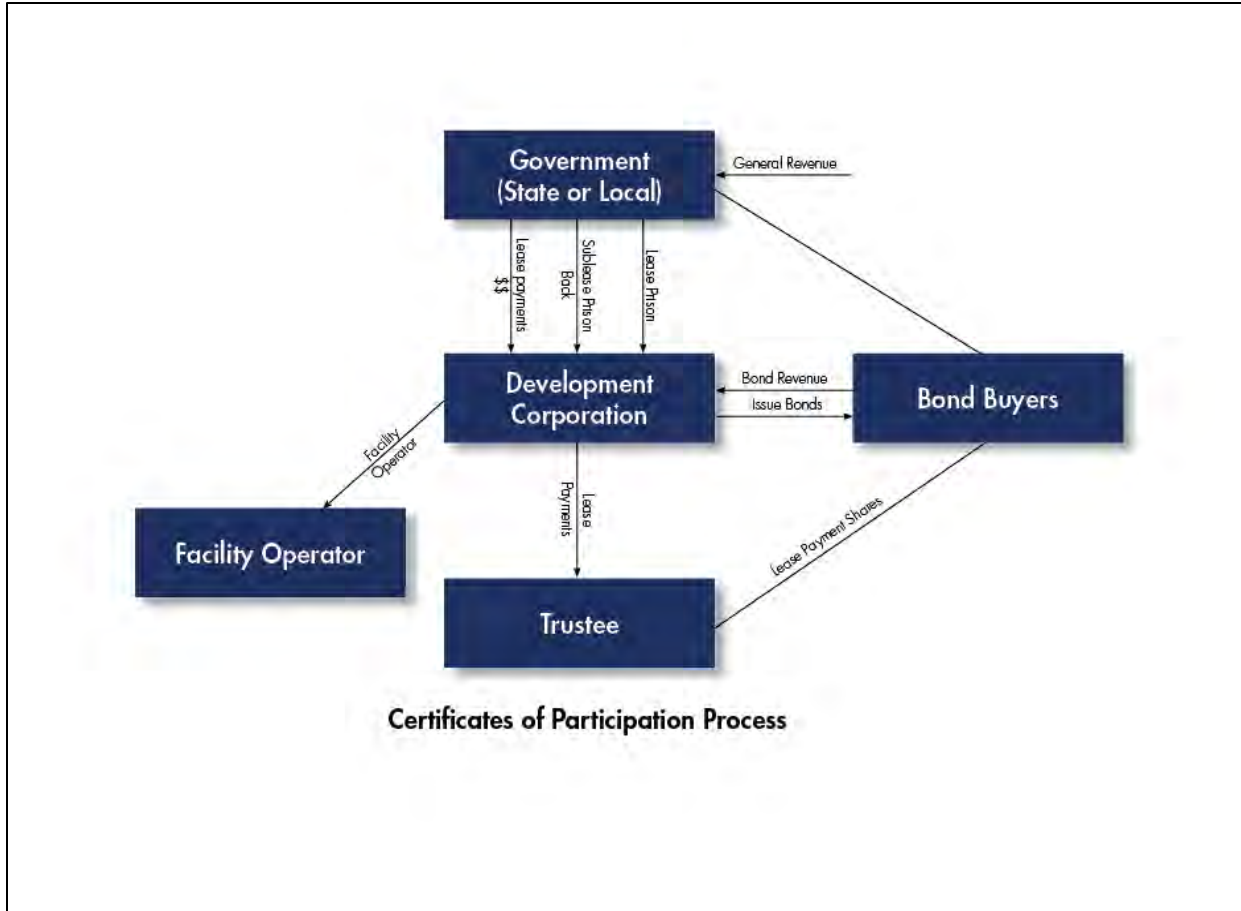 Government
(State or Local)
General Revenue
Lease payments
$$
Sublease Prison
Back
Lease Prison
Development
Corporation
Bond Revenue
Issue Bonds
Bond Buyers
Facility
Operator
Facility Operator
Lease
Payments
Lease Payment Shares
Trustee
Certificates of Participation Process